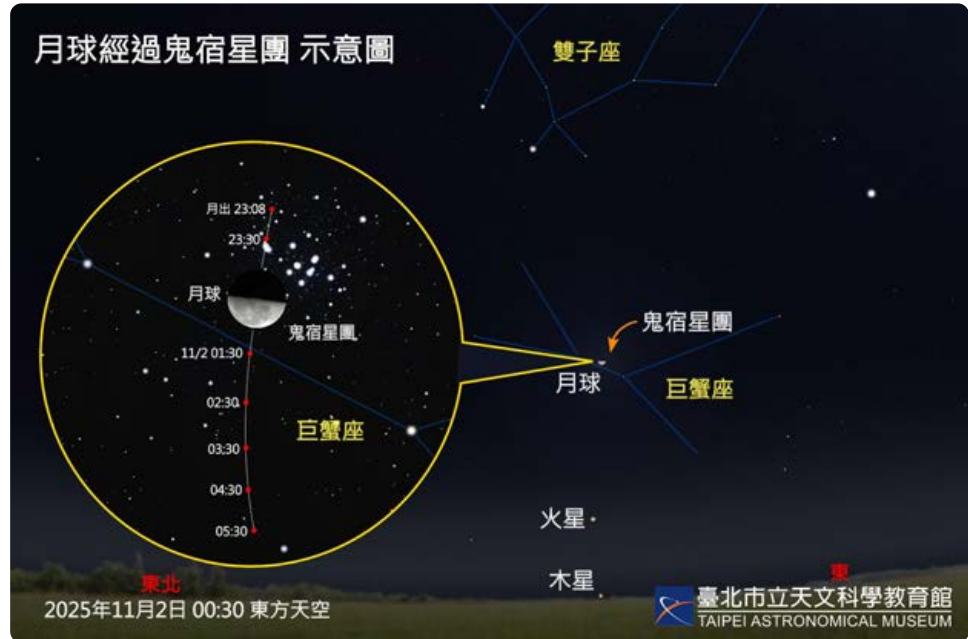 月球經過鬼宿星團 示意圖
雙子座
月出 23:08
23:30
月球
鬼宿星團
11/2 01:30
02:30
巨蟹座
03:30
04:30
05:30
鬼宿星團
月球
巨蟹座
火星
木星
東北
東
2025年11月2日 00:30 東方天空
臺北市立天文科學教育館
TAIPEI ASTRONOMICAL MUSEUM